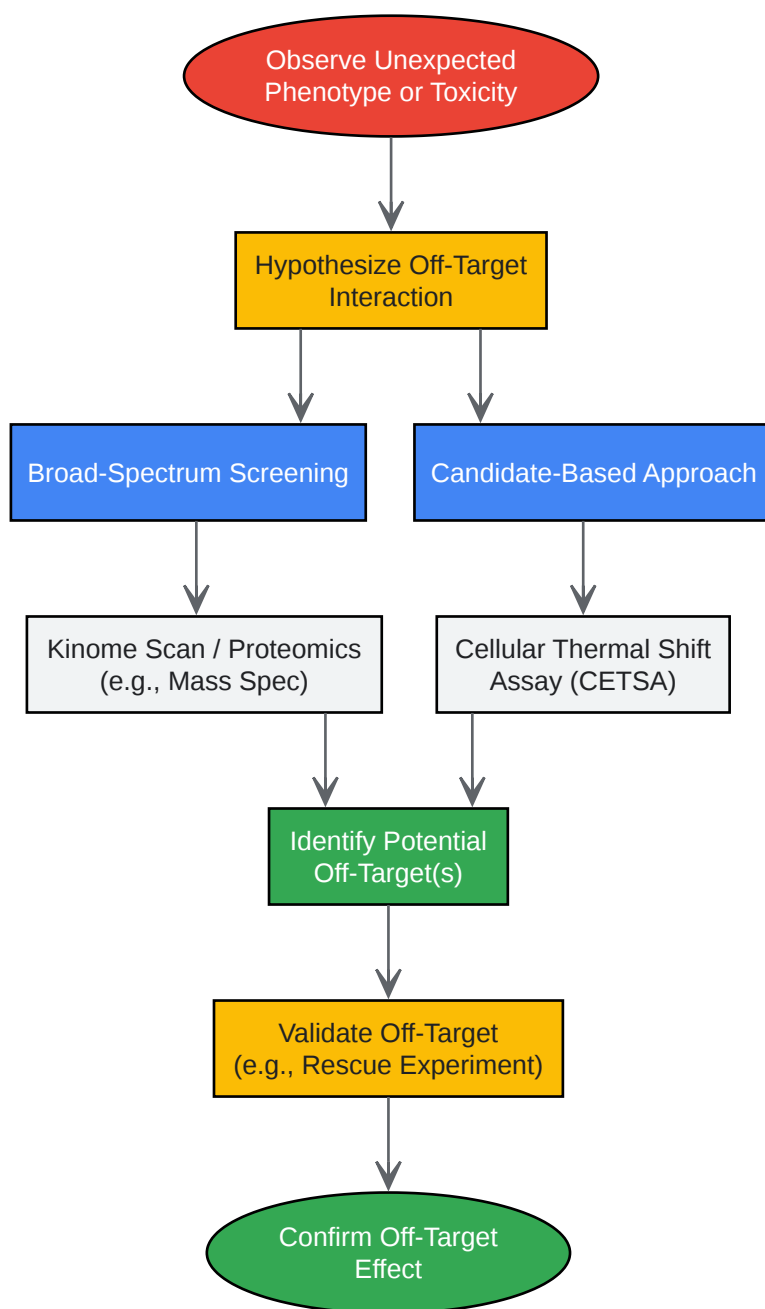 Observe Unexpected
Phenotype or Toxicity
Hypothesize Off-Target
Interaction
Broad-Spectrum Screening
Candidate-Based Approach
Kinome Scan / Proteomics
(e.g., Mass Spec)
Cellular Thermal Shift
Assay (CETSA)
Identify Potential
Off-Target(s)
Validate Off-Target
(e.g., Rescue Experiment)
Confirm Off-Target
Effect